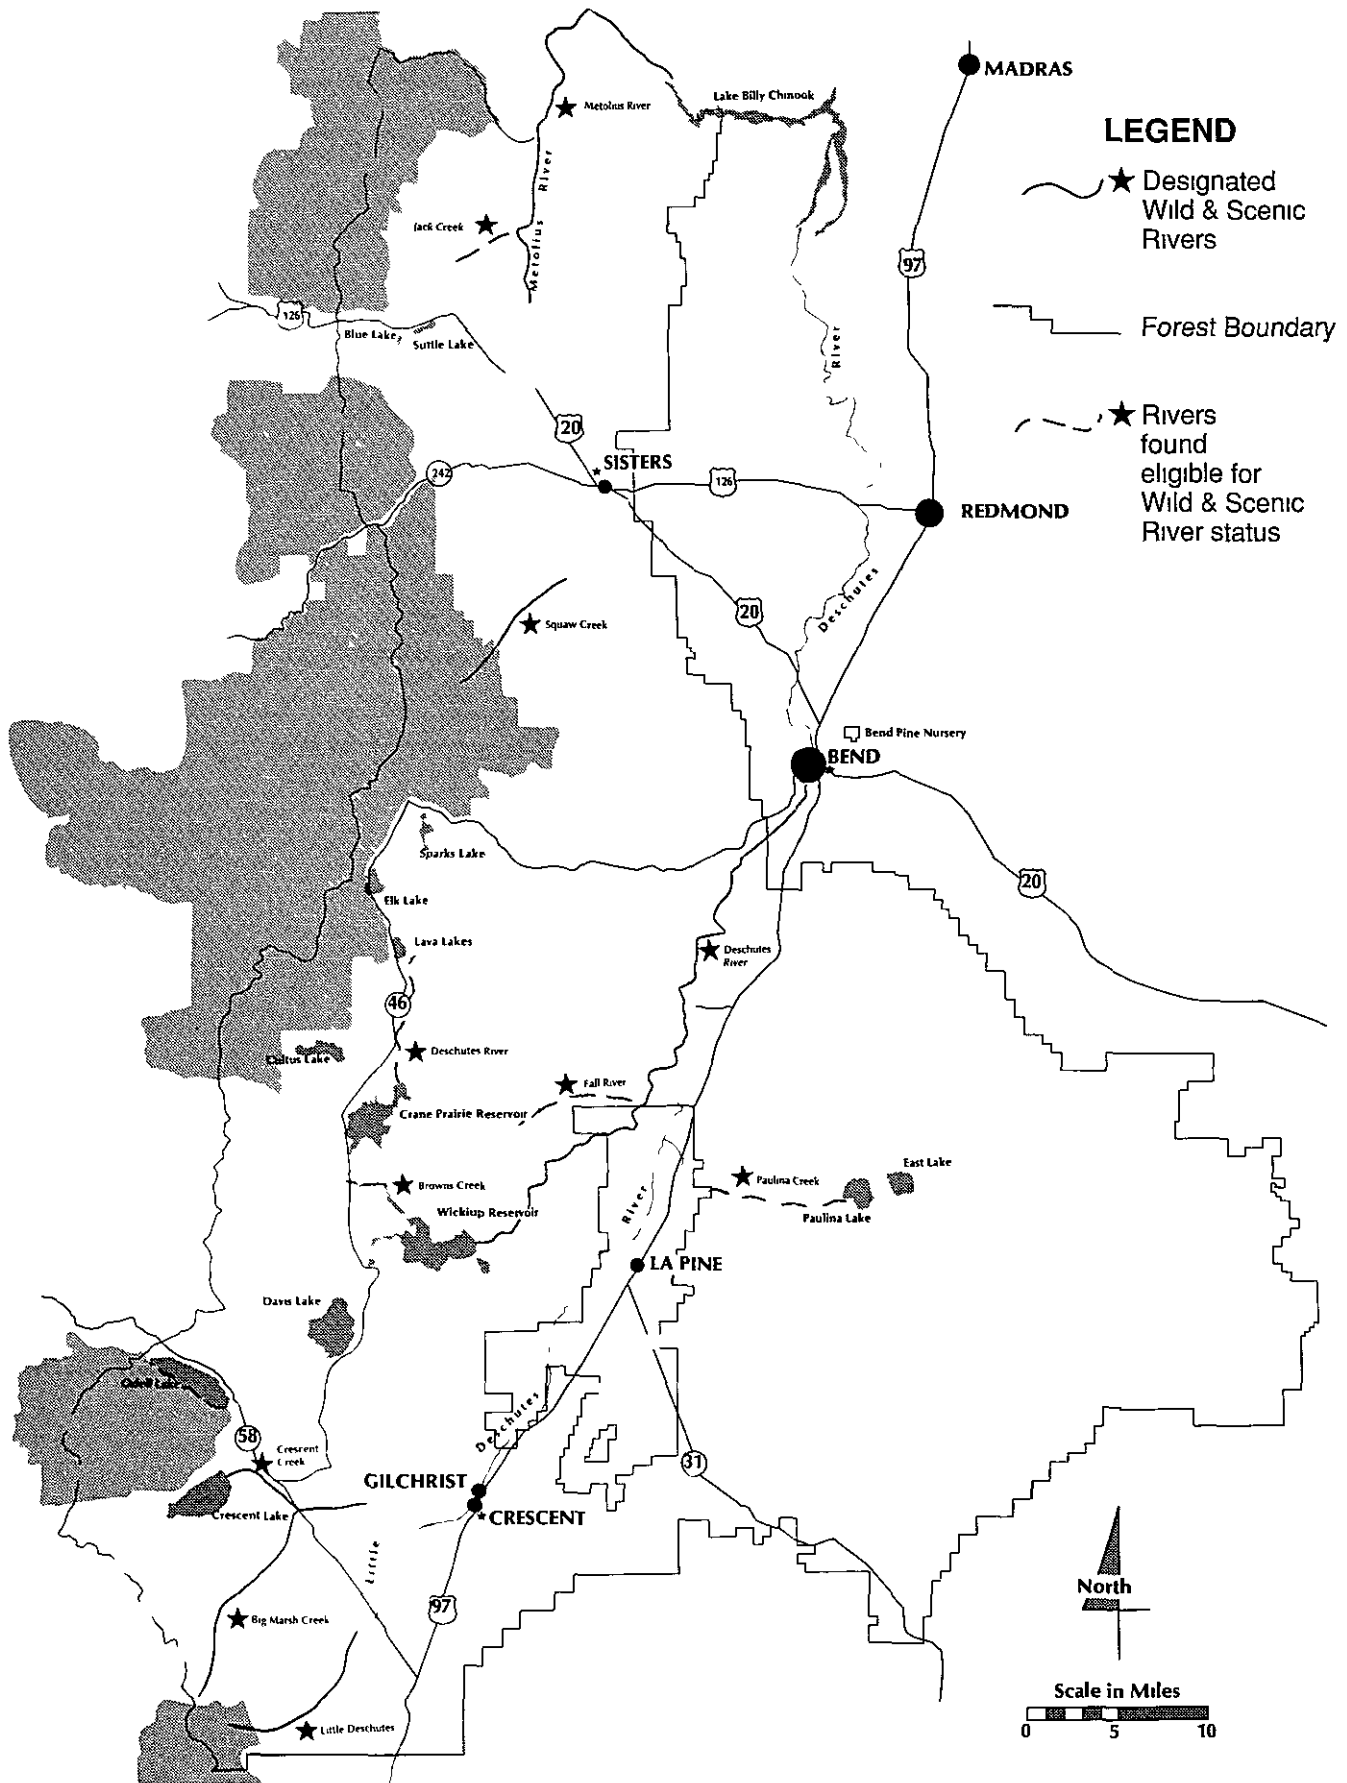 MADRAS
Lake Billy Chinook
Metolius River
LEGEND
Designated
Wild & Scenic
Rivers
River
Jack Creek
Metolius
97
126
Forest Boundary
Blue Lake
Suttle Lake
River
20
Rivers
found
eligible for
Wild & Scenic
River status
SISTERS
242
126
REDMOND
Deschutes
20
Squaw Creek
Bend Pine Nursery
BEND
Sparks Lake
20
Elk Lake
Lava Lakes
Deschutes
River
46
Deschutes River
Cultus Lake
Fall River
Crane Prairie Reservoir
East Lake
Paulina Creek
Browns Creek
River
Wickiup Reservoir
Paulina Lake
LA PINE
Davis Lake
Odell Lake
Deschutes
58
Crescent
Creek
31
GILCHRIST
Crescent Lake
CRESCENT
Little
North
97
Big Marsh Creek
Scale in Miles
Little Deschutes
0 5 10